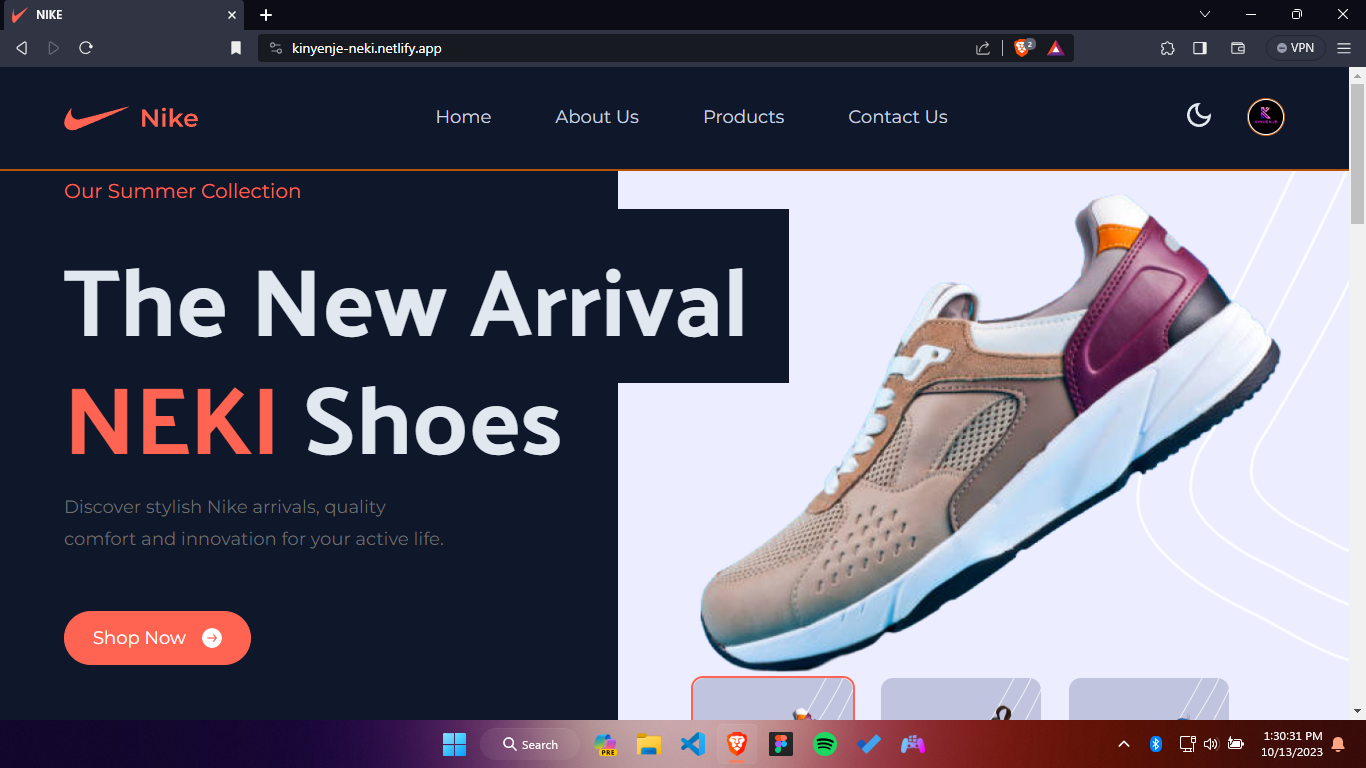 NIKE
kinyenje-neki.netlify.app
2
VPN
Nike
Home
About Us
Products
Contact Us
Our Summer Collection
The New Arrival
NEKI Shoes
Discover stylish Nike arrivals, quality
comfort and innovation for your active life.
Shop Now
Search
PRE
1:30:31 PM
10/13/2023